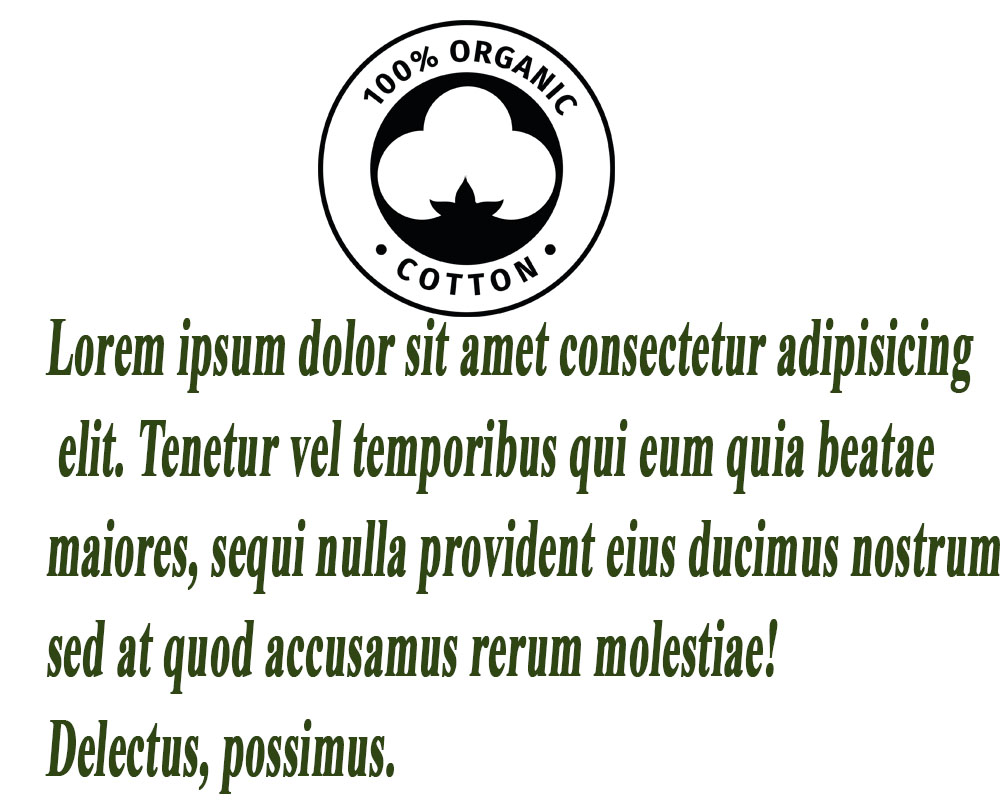 100% ORGANIC
• COTTON •
Lorem ipsum dolor sit amet consectetur adipisicing
elit. Tenetur vel temporibus qui eum quia beatae
maiores, sequi nulla provident eius ducimus nostrum
sed at quod accusamus rerum molestiae!
Delectus, possimus.